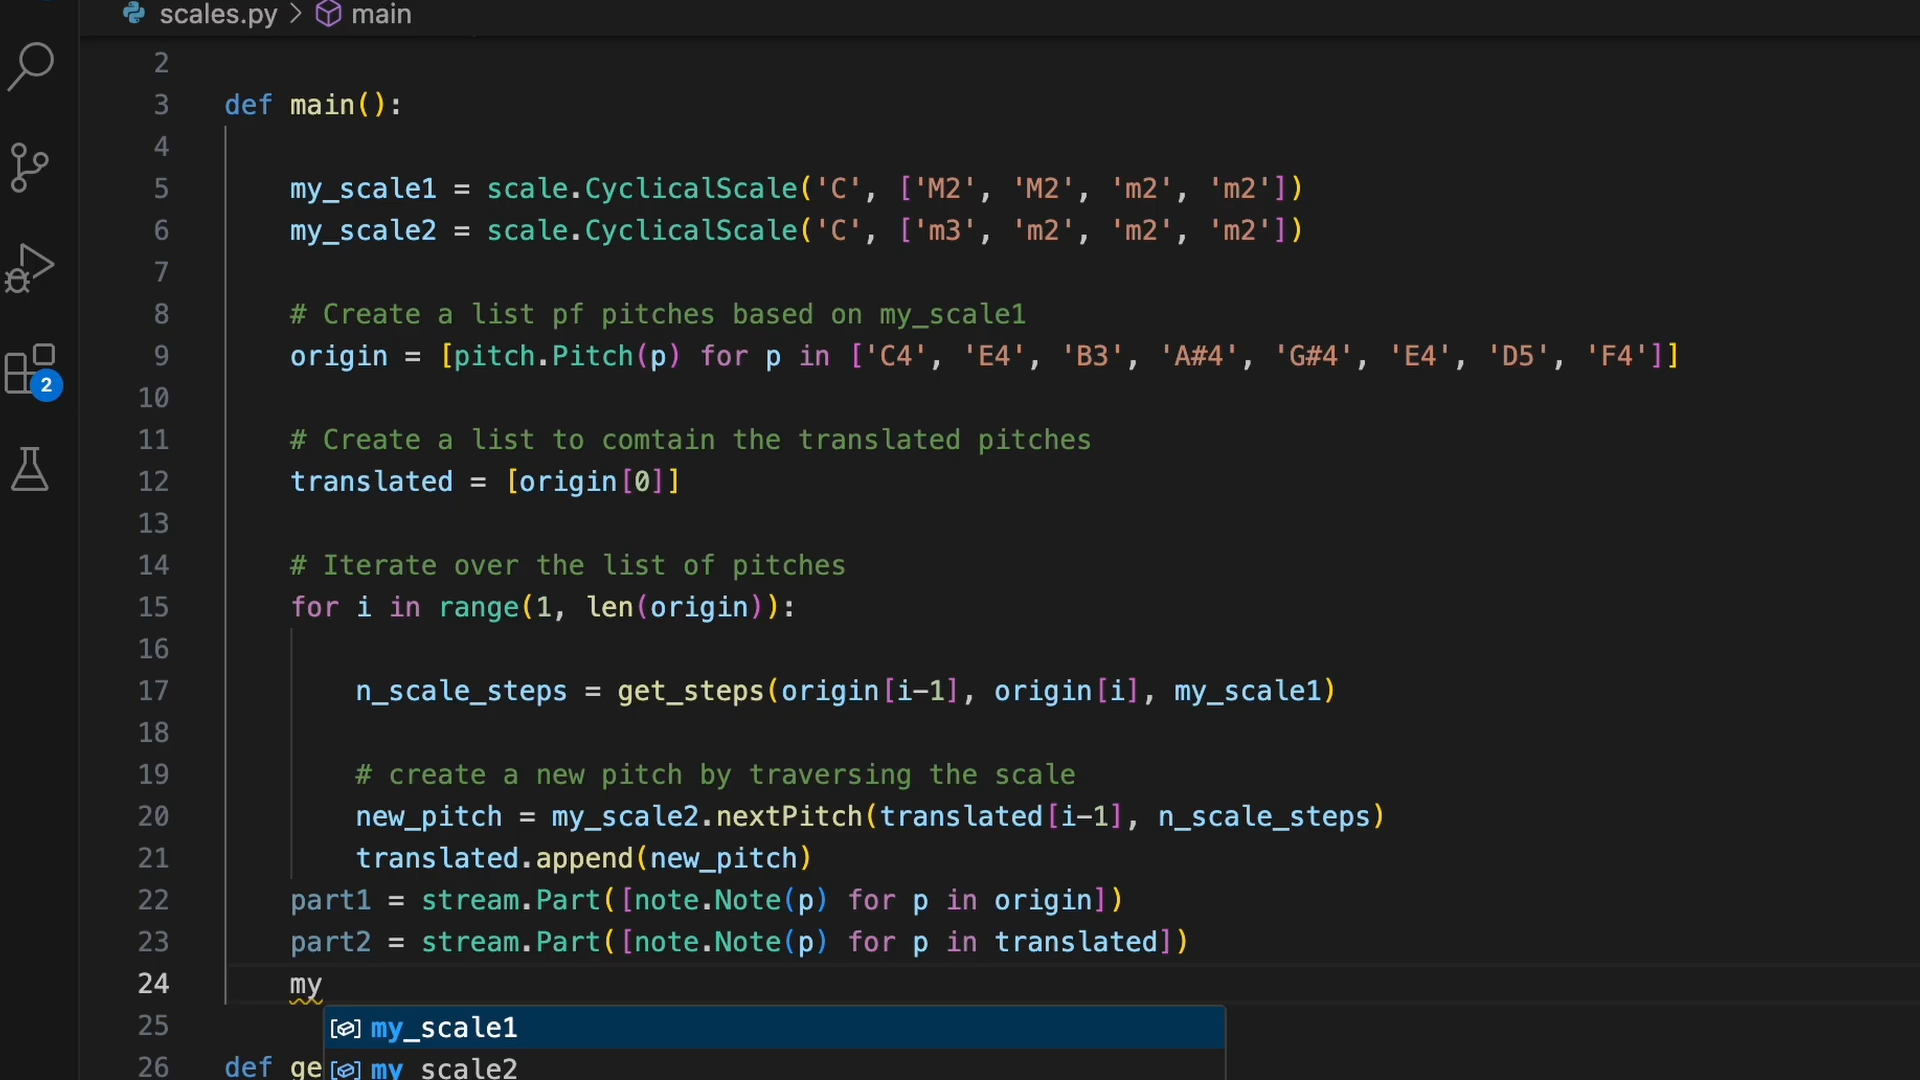 scales.py > main
2
3 def main():
4
5 my_scale1 = scale.CyclicalScale('C', ['M2', 'M2', 'm2', 'm2'])
6 my_scale2 = scale.CyclicalScale('C', ['m3', 'm2', 'm2', 'm2'])
7
8 # Create a list pf pitches based on my_scale1
9 origin = [pitch.Pitch(p) for p in ['C4', 'E4', 'B3', 'A#4', 'G#4', 'E4', 'D5', 'F4']]
10
11 # Create a list to comtain the translated pitches
12 translated = [origin[0]]
13
14 # Iterate over the list of pitches
15 for i in range(1, len(origin)):
16
17 n_scale_steps = get_steps(origin[i-1], origin[i], my_scale1)
18
19 # create a new pitch by traversing the scale
20 new_pitch = my_scale2.nextPitch(translated[i-1], n_scale_steps)
21 translated.append(new_pitch)
22 part1 = stream.Part([note.Note(p) for p in origin])
23 part2 = stream.Part([note.Note(p) for p in translated])
24 my
25 my_scale1
26 def ge my_scale2
2